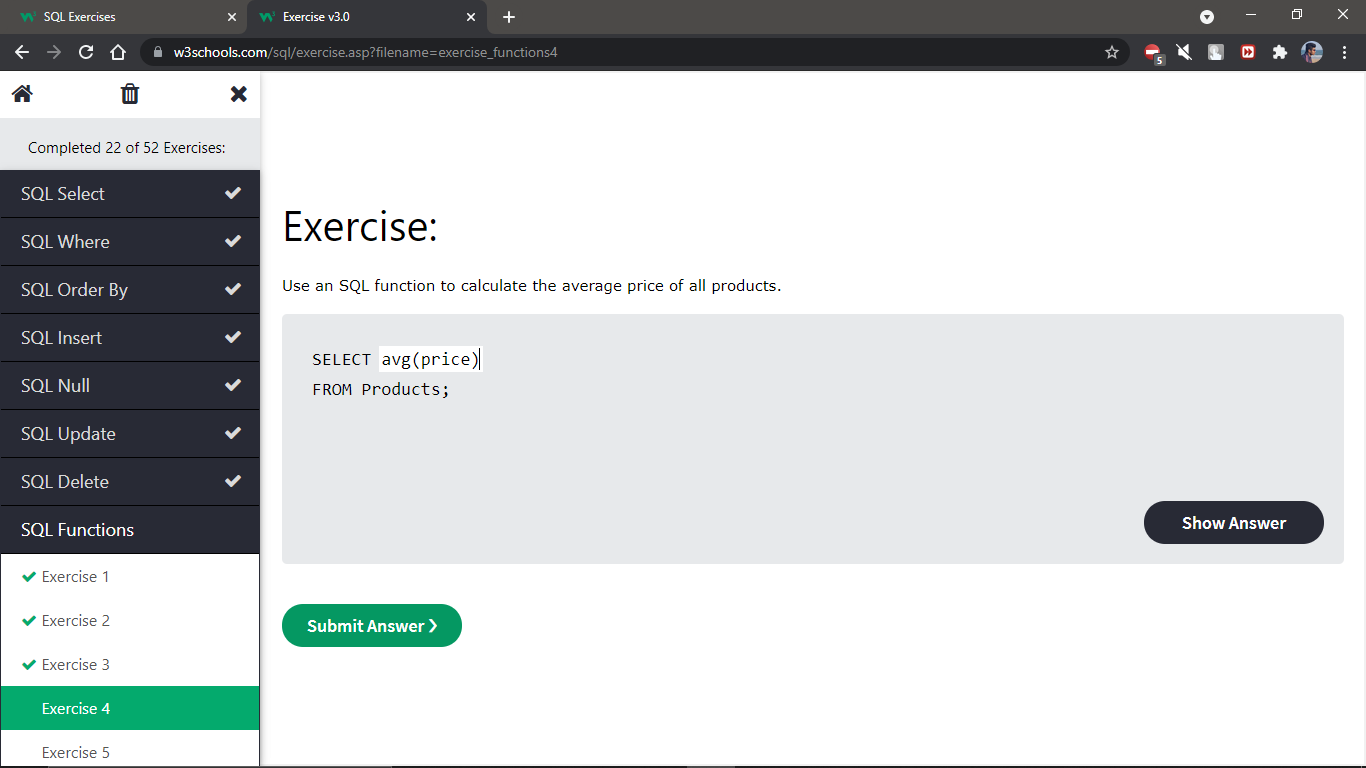 SQL Exercises
Exercise v3.0
w3schools.com/sql/exercise.asp?filename=exercise_functions4
5
Completed 22 of 52 Exercises:
SQL Select
SQL Where
SQL Order By
SQL Insert
SQL Null
SQL Update
SQL Delete
SQL Functions
Exercise 1
Exercise 2
Exercise 3
Exercise 4
Exercise 5
Exercise:
Use an SQL function to calculate the average price of all products.
SELECT avg(price)
FROM Products;
Show Answer
Submit Answer ❯